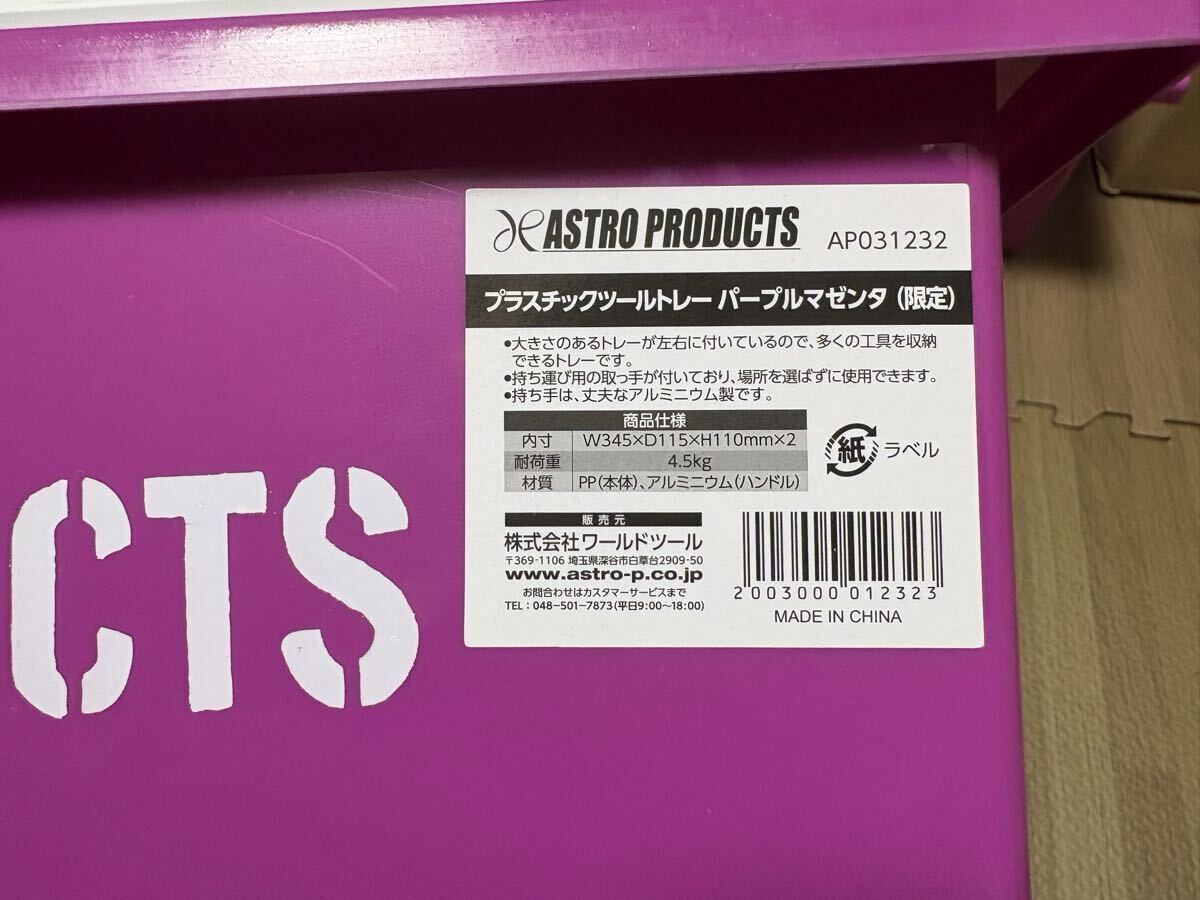 ASTRO PRODUCTS AP031232
プラスチックツールトレー パープルマゼンタ (限定)
•大きさのあるトレーが左右に付いているので、多くの工具を収納
できるトレーです。
•持ち運び用の取っ手が付いており、場所を選ばずに使用できます。
•持ち手は、丈夫なアルミニウム製です。
商品仕様
内寸 W345×D115×H110mm×2
耐荷重 4.5kg
材質 PP(本体)、アルミニウム(ハンドル)
紙 ラベル
販売元
株式会社ワールドツール
〒369-1106 埼玉県深谷市白草台2909-50
www.astro-p.co.jp
お問合わせはカスタマーサービスまで
TEL：048-501-7873(平日9:00〜18:00)
2003000012323
MADE IN CHINA
CTS